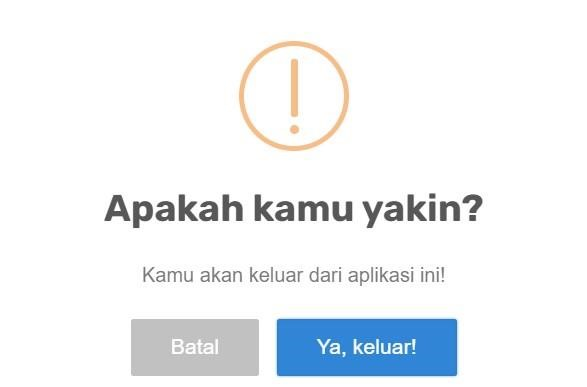 Apakah kamu yakin?
Kamu akan keluar dari aplikasi ini!
Batal
Ya, keluar!